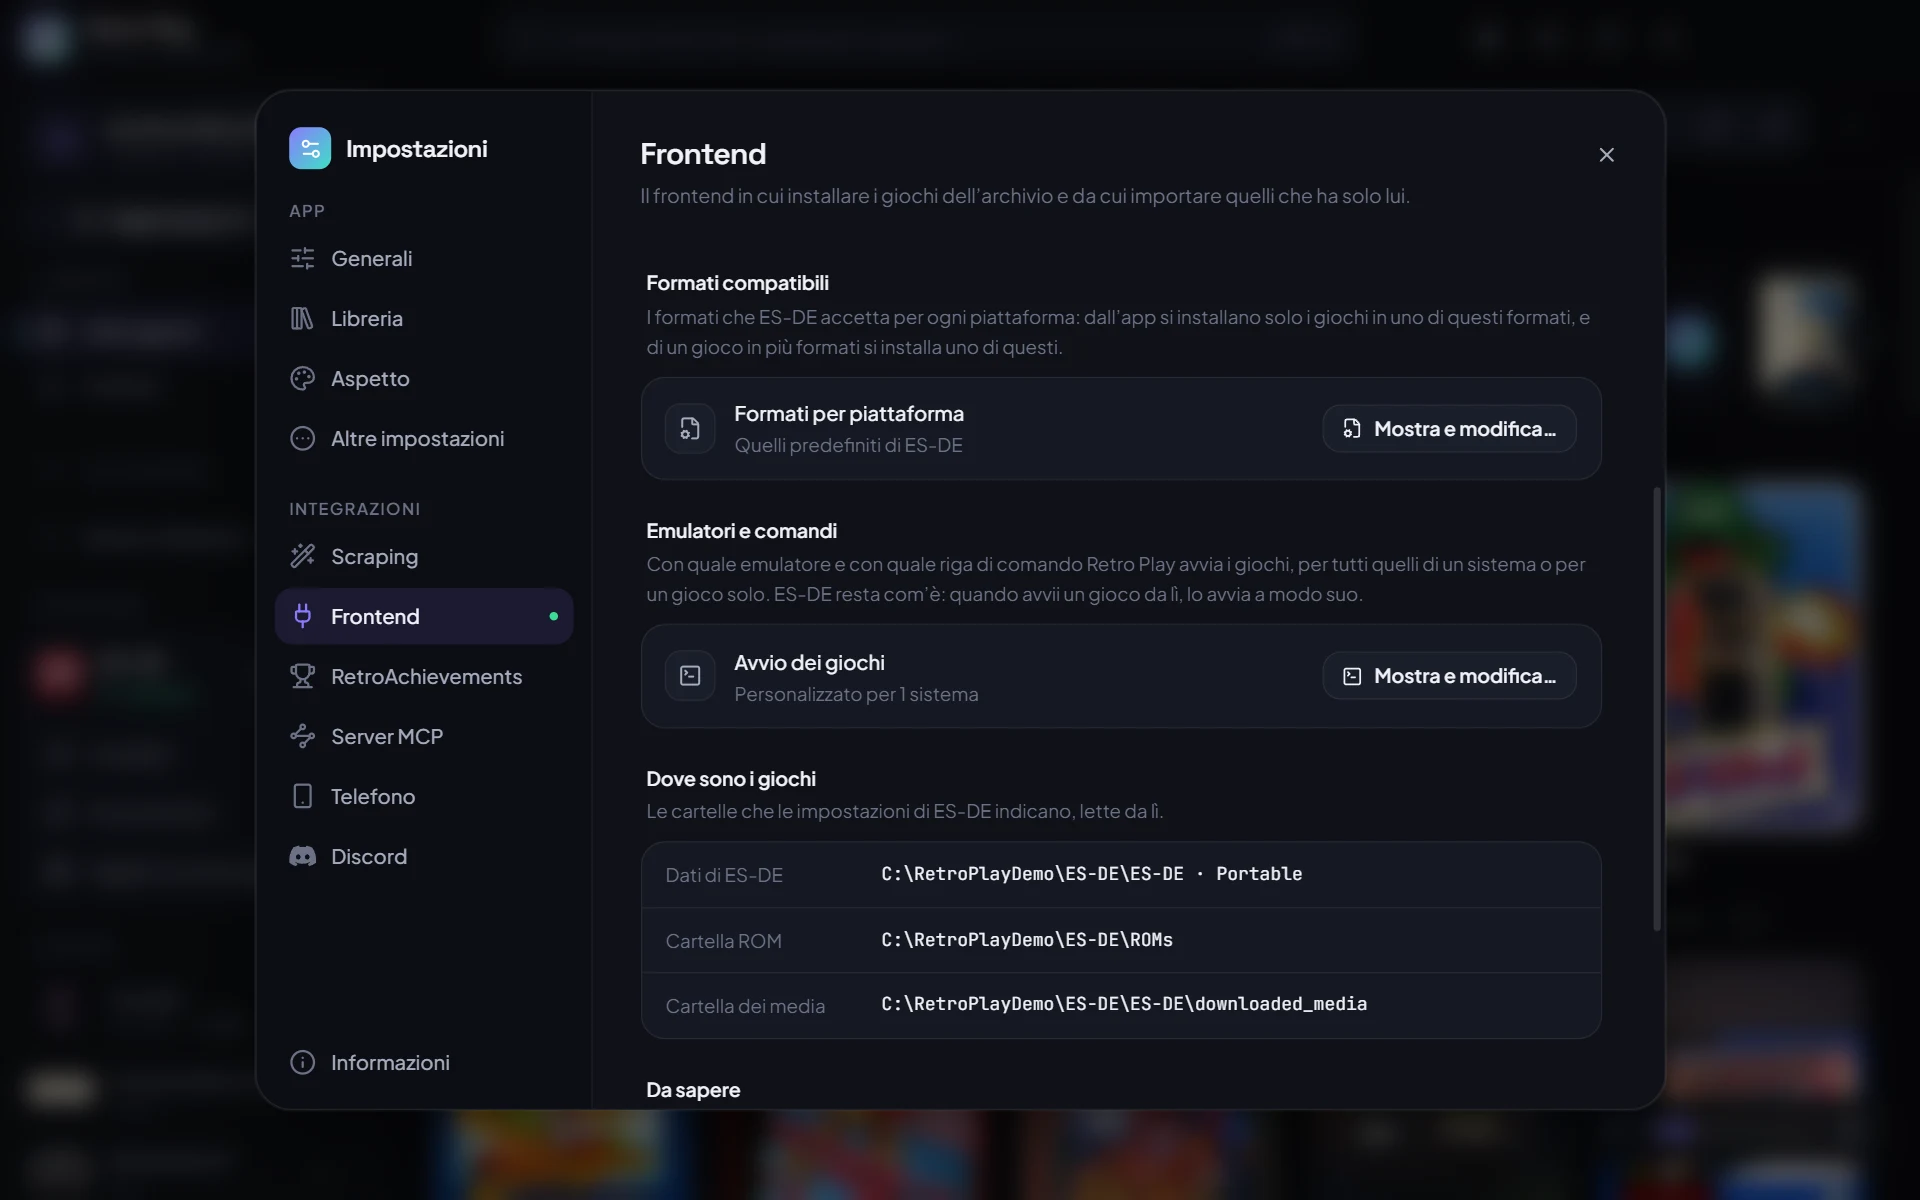 Impostazioni
APP
Generali
Libreria
Aspetto
Altre impostazioni
INTEGRAZIONI
Scraping
Frontend
RetroAchievements
Server MCP
Telefono
Discord
Informazioni
Frontend
Il frontend in cui installare i giochi dell’archivio e da cui importare quelli che ha solo lui.
Formati compatibili
I formati che ES-DE accetta per ogni piattaforma: dall’app si installano solo i giochi in uno di questi formati, e
di un gioco in più formati si installa uno di questi.
Formati per piattaforma
Quelli predefiniti di ES-DE
Mostra e modifica…
Emulatori e comandi
Con quale emulatore e con quale riga di comando Retro Play avvia i giochi, per tutti quelli di un sistema o per
un gioco solo. ES-DE resta com’è: quando avvii un gioco da lì, lo avvia a modo suo.
Avvio dei giochi
Personalizzato per 1 sistema
Mostra e modifica…
Dove sono i giochi
Le cartelle che le impostazioni di ES-DE indicano, lette da lì.
Dati di ES-DE C:\RetroPlayDemo\ES-DE\ES-DE · Portable
Cartella ROM C:\RetroPlayDemo\ES-DE\ROMs
Cartella dei media C:\RetroPlayDemo\ES-DE\ES-DE\downloaded_media
Da sapere